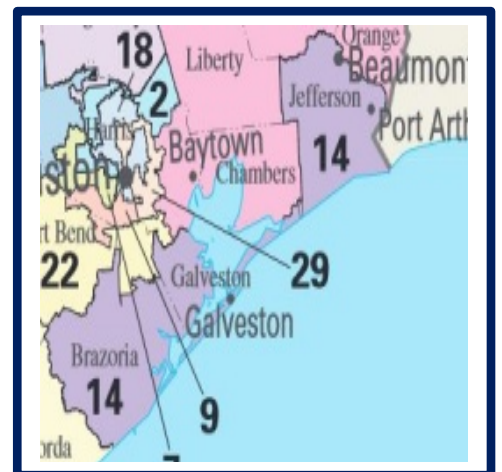 Orange
18
Liberty
Beaumon
2
Jefferson
Harris
Port Arth
Baytown
14
ston
Chambers
rt Bend
29
22
Galveston
Galveston
Brazoria
14
9
orda